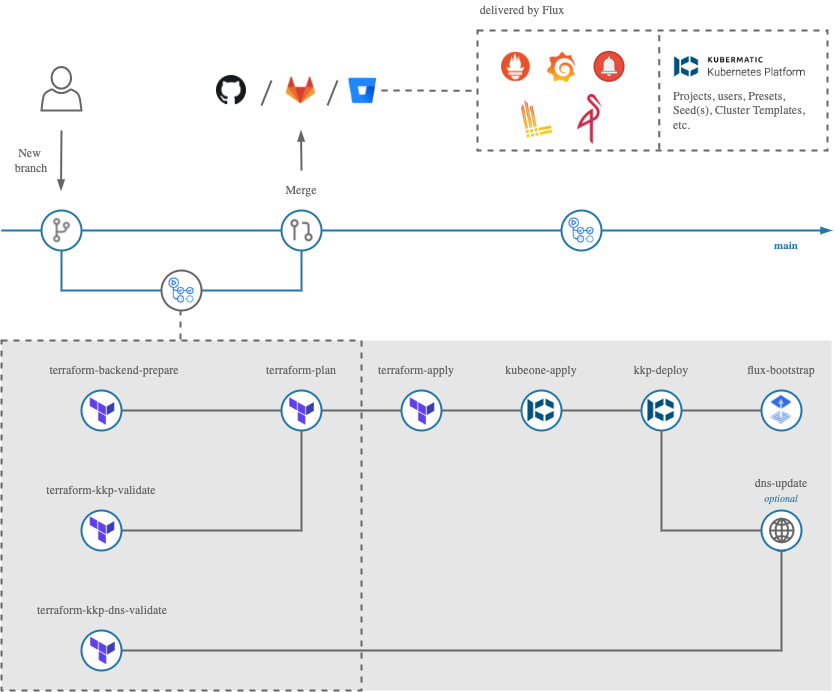 delivered by Flux
KUBERMATIC
Kubernetes Platform
Projects, users, Presets,
Seed(s), Cluster Templates,
etc.
New
branch
/
/
Merge
main
terraform-backend-prepare
terraform-plan
terraform-apply
kubeone-apply
kkp-deploy
flux-bootstrap
terraform-kkp-validate
dns-update
optional
terraform-kkp-dns-validate